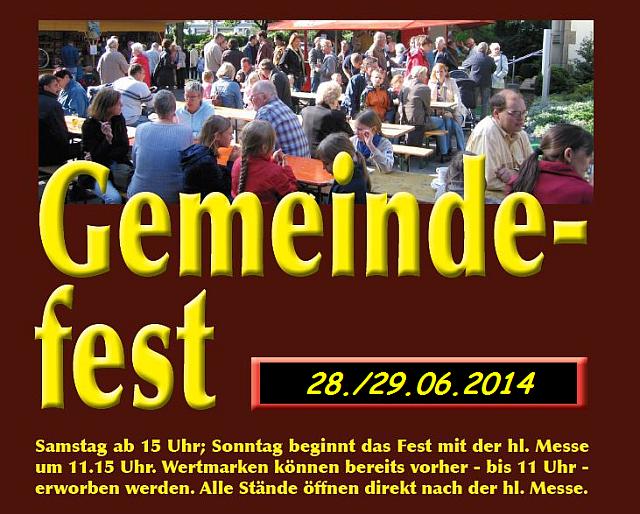 Gemeinde-
fest
28./29.06.2014
Samstag ab 15 Uhr; Sonntag beginnt das Fest mit der hl. Messe
um 11.15 Uhr. Wertmarken können bereits vorher - bis 11 Uhr -
erworben werden. Alle Stände öffnen direkt nach der hl. Messe.